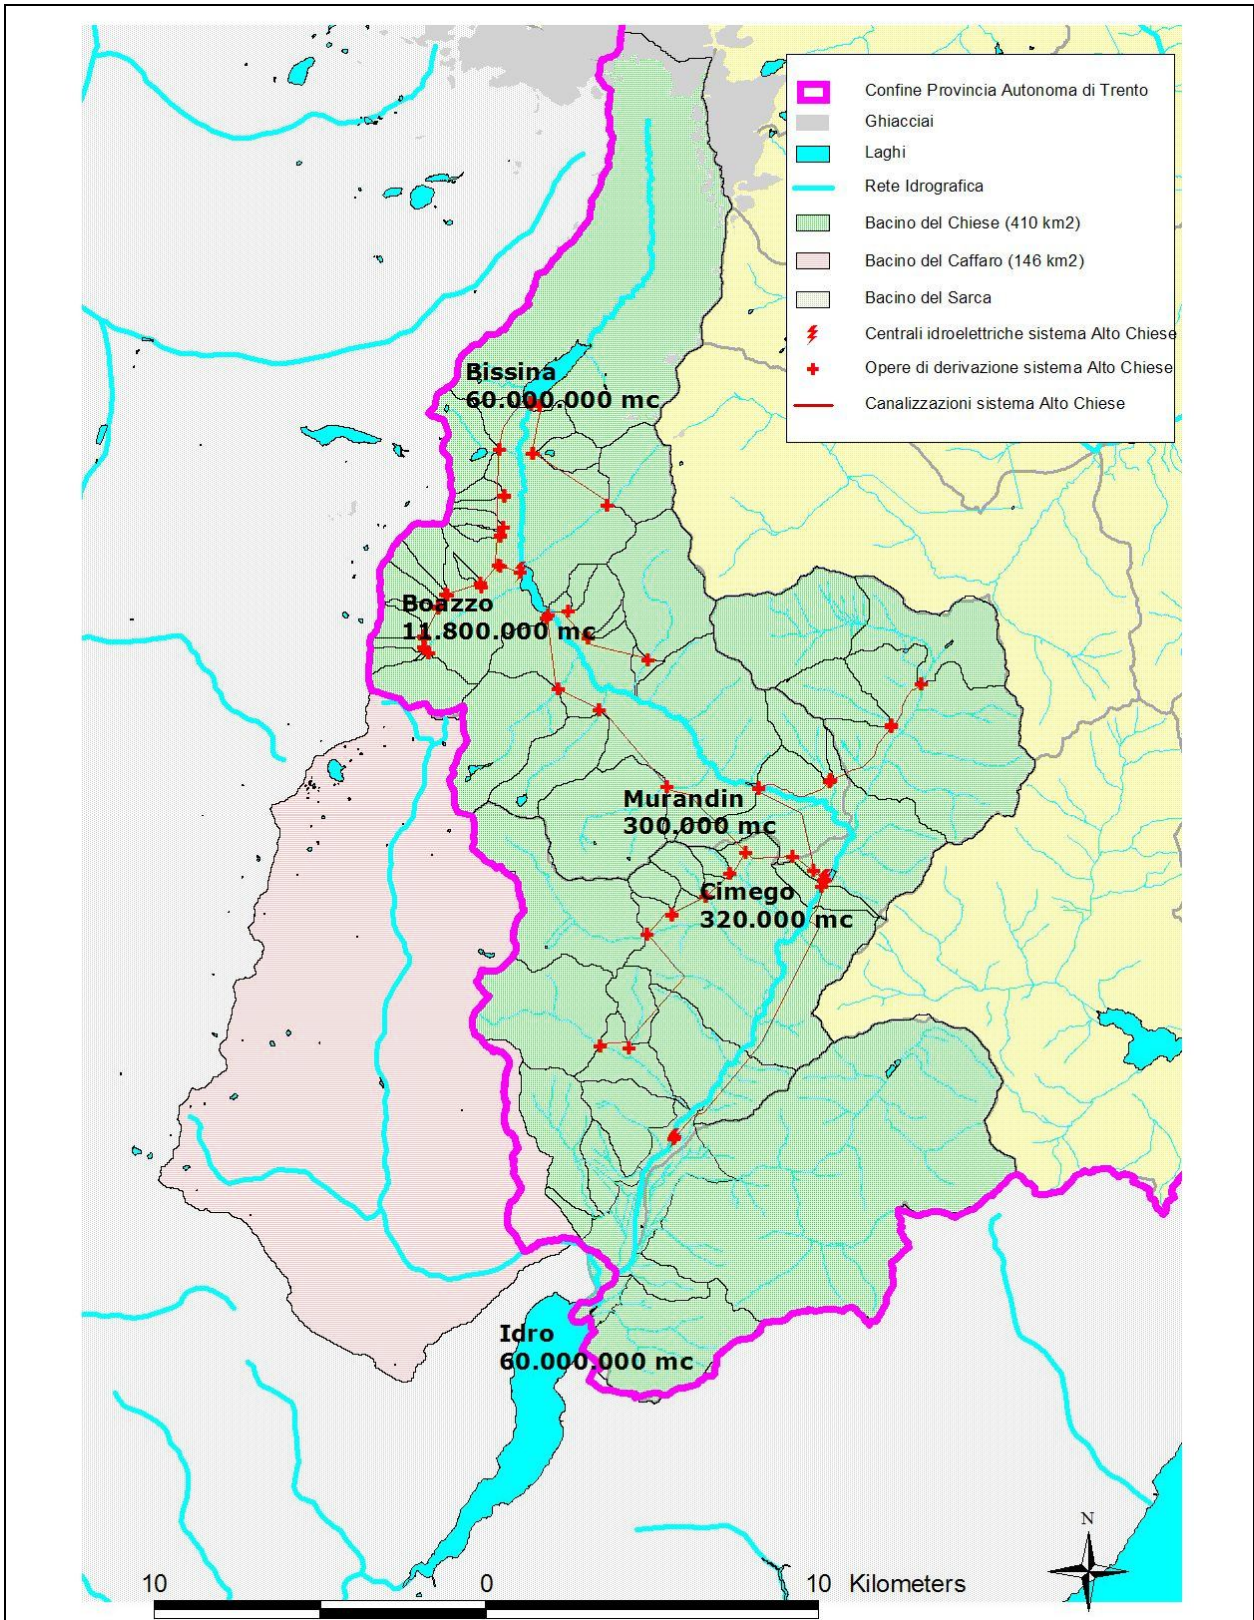 Confine Provincia Autonoma di Trento
Ghiacciai
Laghi
Rete Idrografica
Bacino del Chiese (410 km2)
Bacino del Caffaro (146 km2)
Bacino del Sarca
Centrali idroelettriche sistema Alto Chiese
Opere di derivazione sistema Alto Chiese
Canalizzazioni sistema Alto Chiese
Bissina
60.000.000 mc
Boazzo
11.800.000 mc
Murandin
300.000 mc
Cimego
320.000 mc
Idro
60.000.000 mc
N
10 0 10 Kilometers